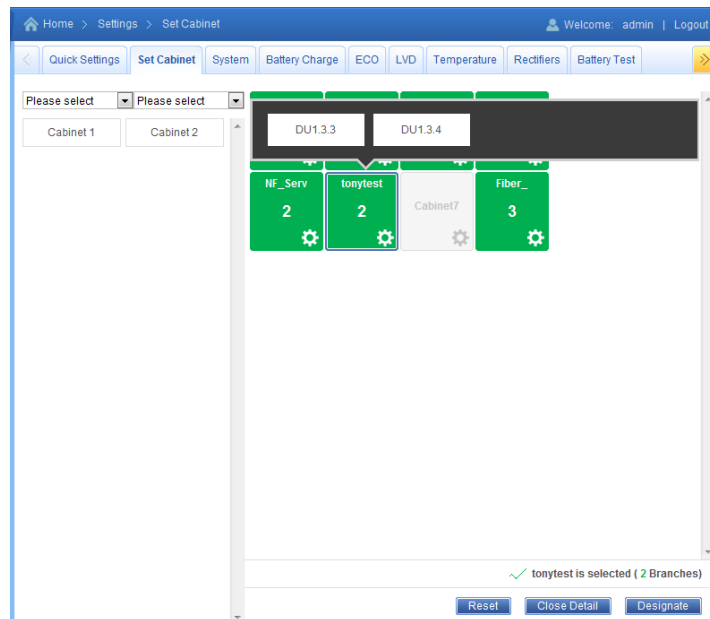 Home > Settings > Set Cabinet
Welcome: admin | Logout
Quick Settings Set Cabinet System Battery Charge ECO LVD Temperature Rectifiers Battery Test
Please select Please select
Cabinet 1 Cabinet 2
DU1.3.3 DU1.3.4
NF_Serv tonytest Cabinet7 Fiber_
2 2 3
tonytest is selected ( 2 Branches)
Reset Close Detail Designate